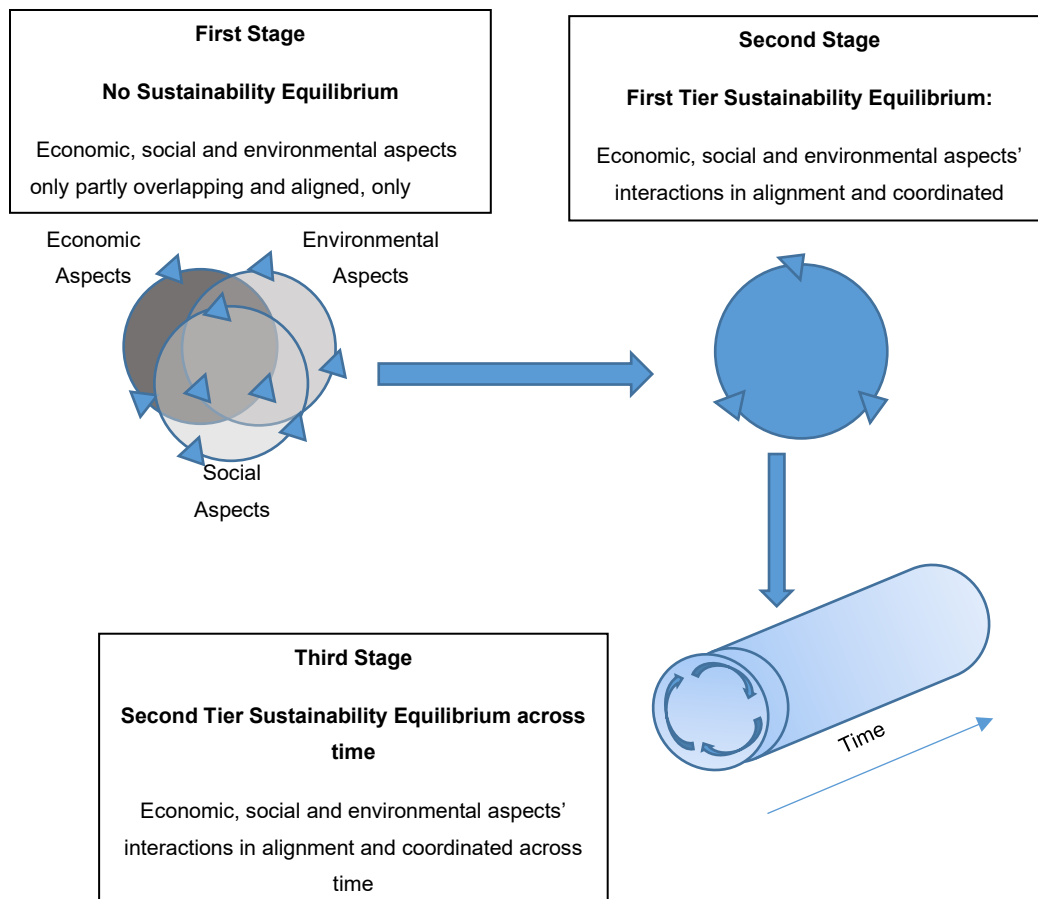 First Stage
No Sustainability Equilibrium
Economic, social and environmental aspects
only partly overlapping and aligned, only
Second Stage
First Tier Sustainability Equilibrium:
Economic, social and environmental aspects’
interactions in alignment and coordinated
Economic
Aspects
Environmental
Aspects
Social
Aspects
Third Stage
Second Tier Sustainability Equilibrium across
time
Economic, social and environmental aspects’
interactions in alignment and coordinated across
time
Time